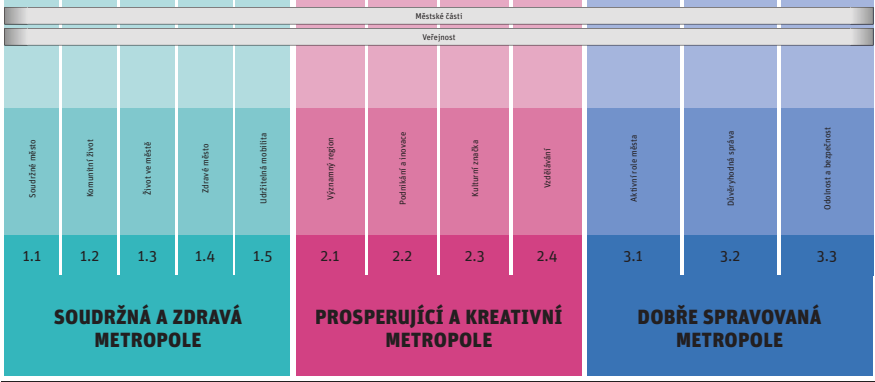 Městské části
Veřejnost
Soudržné město
Komunitní život
Život ve městě
Zdravé město
Udržitelná mobilita
Významný region
Podnikání a inovace
Kulturní značka
Vzdělávání
Aktivní role města
Důvěryhodná správa
Odolnost a bezpečnost
1.1
1.2
1.3
1.4
1.5
2.1
2.2
2.3
2.4
3.1
3.2
3.3
SOUDRŽNÁ A ZDRAVÁ
METROPOLE
PROSPERUJÍCÍ A KREATIVNÍ
METROPOLE
DOBŘE SPRAVOVANÁ
METROPOLE